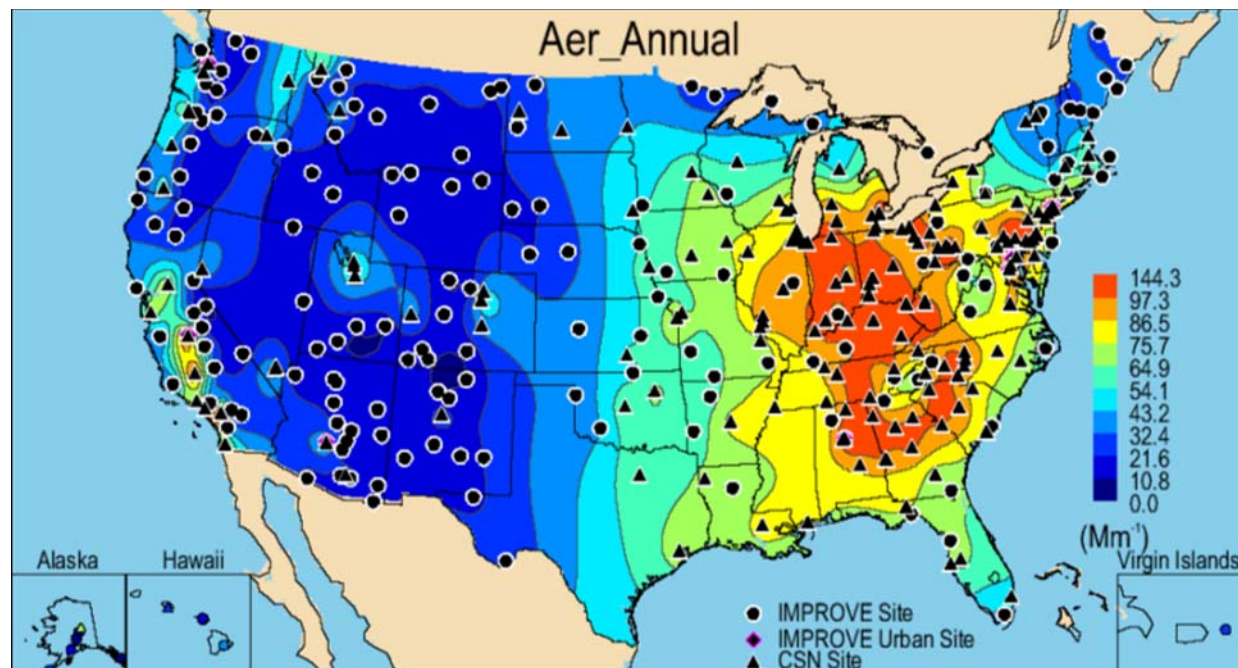 Aer_Annual
144.3
97.3
86.5
75.7
64.9
54.1
43.2
32.4
21.6
10.8
0.0
(Mm⁻¹)
Alaska
Hawaii
Virgin Islands
IMPROVE Site
IMPROVE Urban Site
CSN Site